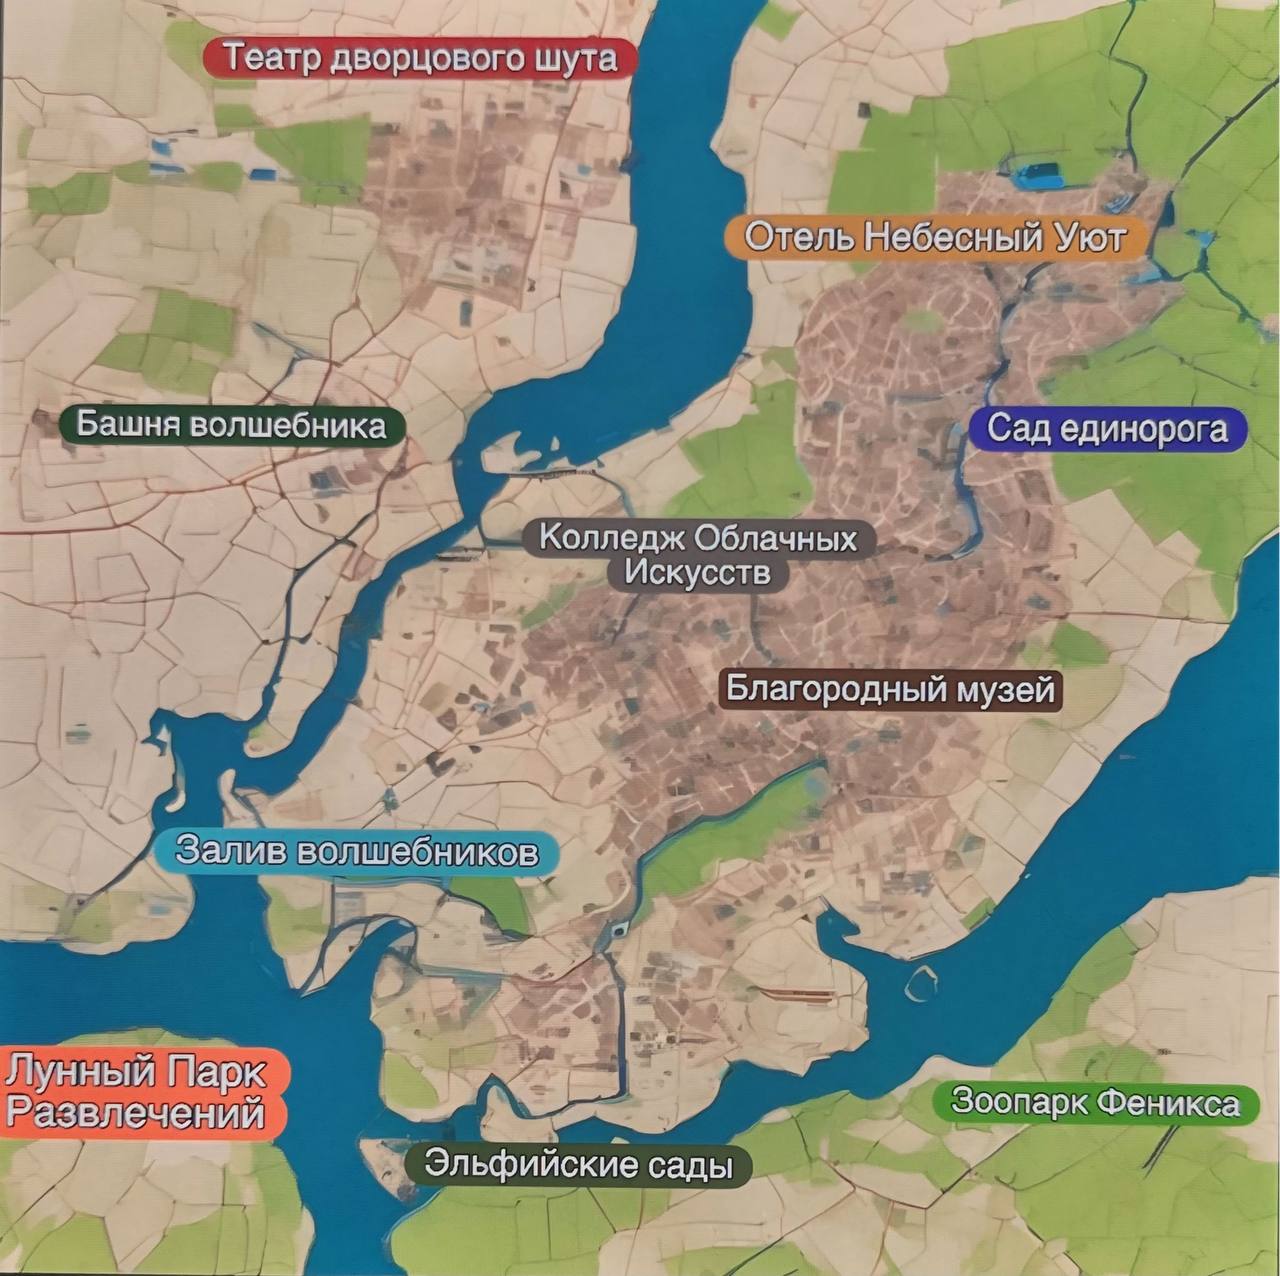 Театр дворцового шута
Отель Небесный Уют
Башня волшебника
Сад единорога
Колледж Облачных
Искусств
Благородный музей
Залив волшебников
Лунный Парк
Развлечений
Зоопарк Феникса
Эльфийские сады